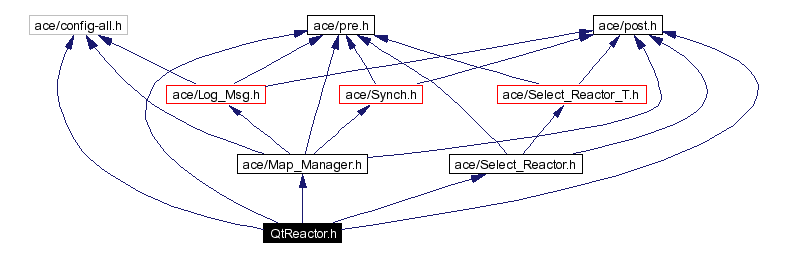 ace/config-all.h
ace/pre.h
ace/post.h
ace/Log_Msg.h
ace/Synch.h
ace/Select_Reactor_T.h
ace/Map_Manager.h
ace/Select_Reactor.h
QtReactor.h